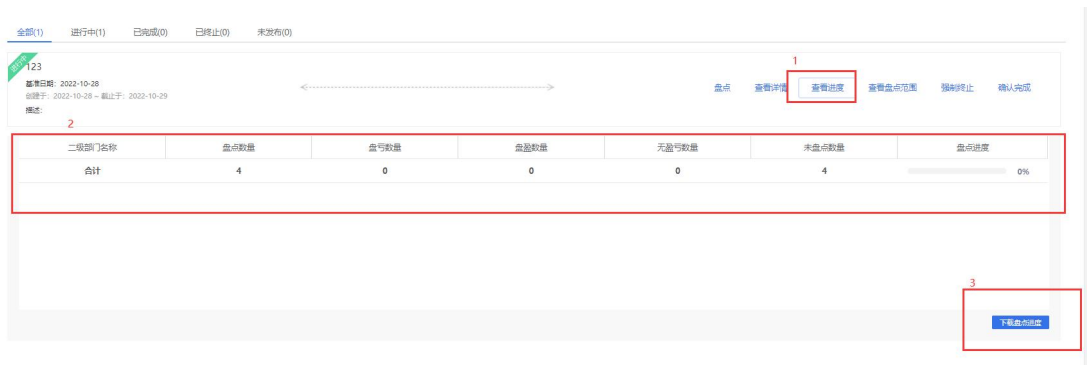 全部(1) 进行中(1) 已完成(0) 已终止(0) 未发布(0)
进行中
123
1
基准日期：2022-10-28
创建于：2022-10-28 ~ 截止于：2022-10-29
描述：
盘点 查看详情 查看进度 查看盘点范围 强制终止 确认完成
2
二级部门名称 盘点数量 盘亏数量 盘盈数量 无盈亏数量 未盘点数量 盘点进度
合计 4 0 0 0 4 0%
3
下载盘点进度